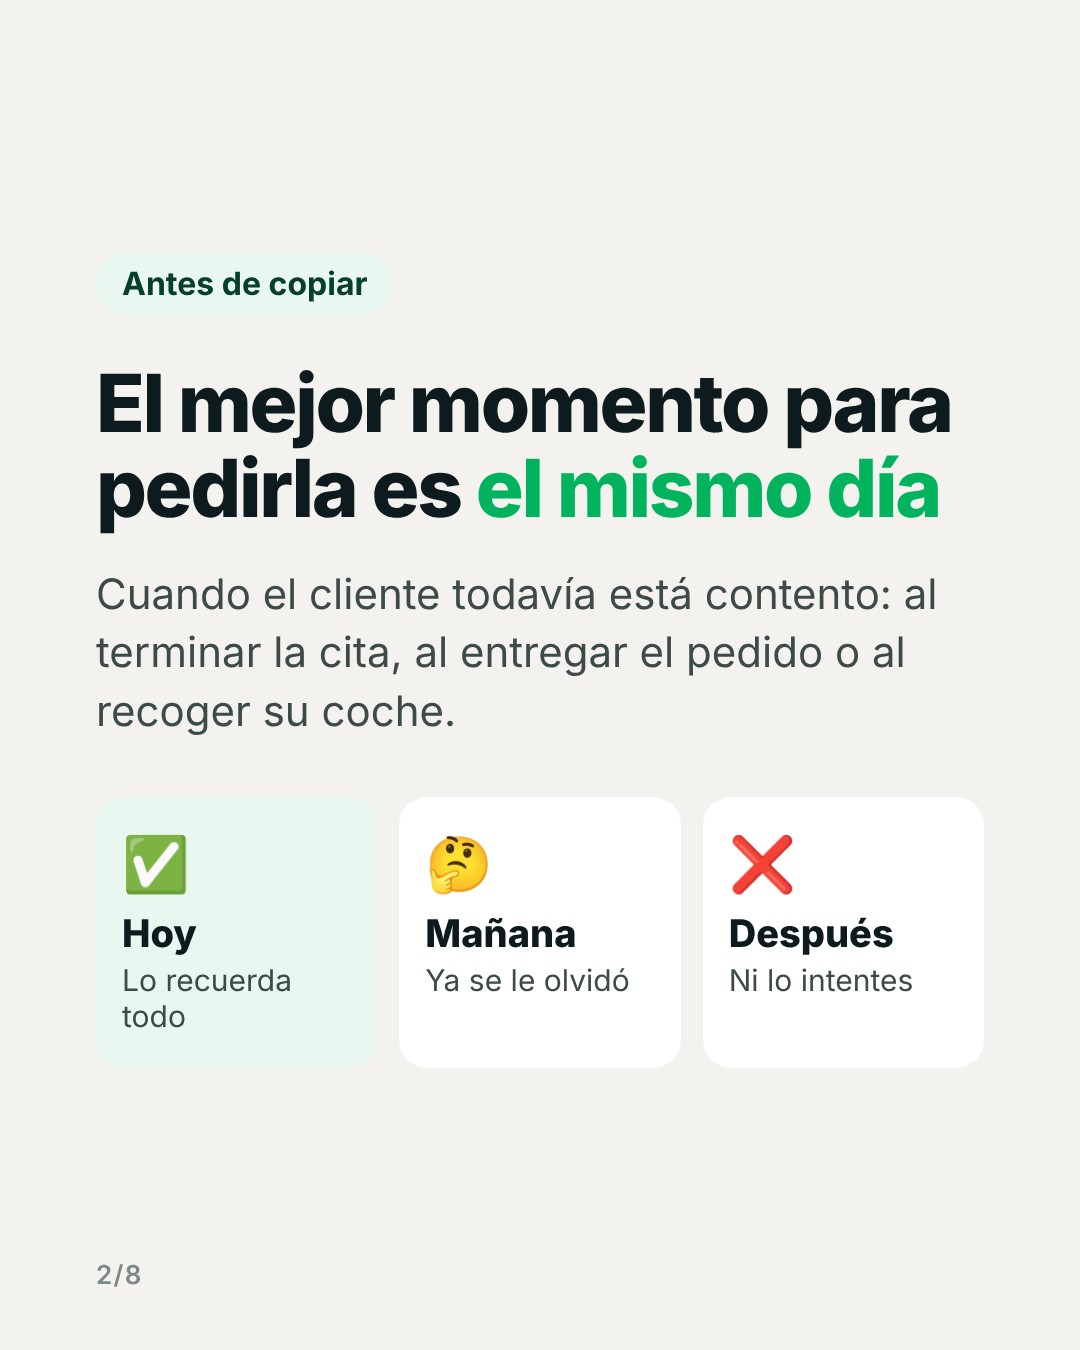 Antes de copiar
El mejor momento para
pedirla es el mismo día
Cuando el cliente todavía está contento: al
terminar la cita, al entregar el pedido o al
recoger su coche.
Hoy
Lo recuerda
todo
Mañana
Ya se le olvidó
Después
Ni lo intentes
2/8